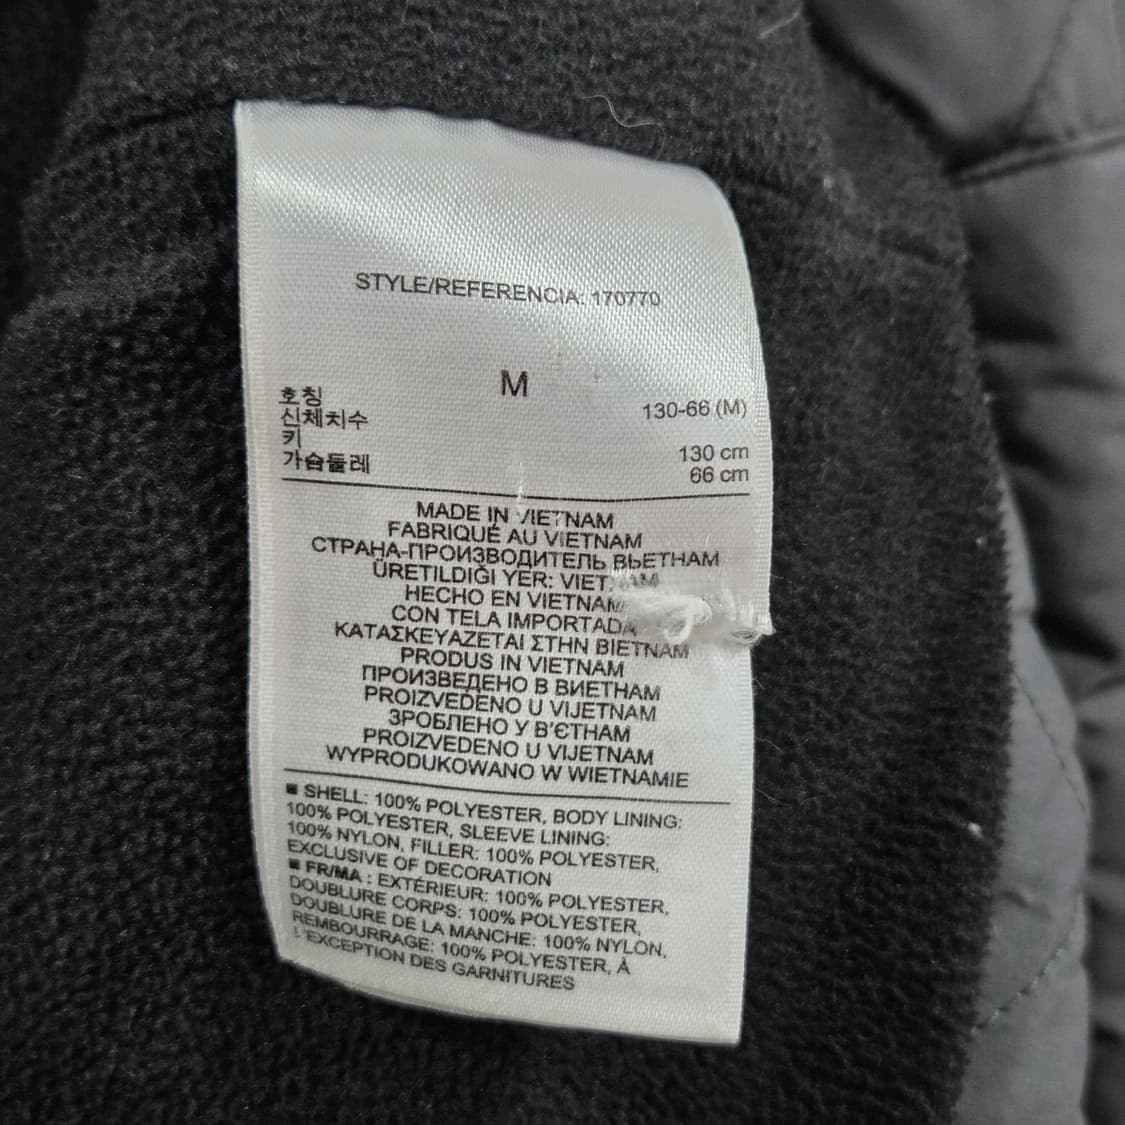 STYLE/REFERENCIA: 170770
M
호칭 130-66 (M)
신체치수
키 130 cm
가슴둘레 66 cm
MADE IN VIETNAM
FABRIQUÉ AU VIETNAM
СТРАНА-ПРОИЗВОДИТЕЛЬ ВЬЕТНАМ
ÜRETILDIĞI YER:
HECHO EN VIETNAM
CON TELA IMPORTADA
ΚΑΤΑΣΚΕΥΑΖΕΤΑΙ ΣΤΗΝ ΒΙΕΤΝΑΜ
PRODUS IN VIETNAM
ПРОИЗВЕДЕНО В ВИЕТНАМ
PROIZVEDENO U VIJETNAM
ЗРОБЛЕНО У В'ЄТНАМ
PROIZVEDENO U VIJETNAM
WYPRODUKOWANO W WIETNAMIE
■ SHELL: 100% POLYESTER, BODY LINING:
100% POLYESTER, SLEEVE LINING:
100% NYLON, FILLER: 100% POLYESTER,
EXCLUSIVE OF DECORATION
■ FR/MA : EXTÉRIEUR: 100% POLYESTER,
DOUBLURE CORPS: 100% POLYESTER,
DOUBLURE DE LA MANCHE: 100% NYLON,
REMBOURRAGE: 100% POLYESTER, À
L'EXCEPTION DES GARNITURES